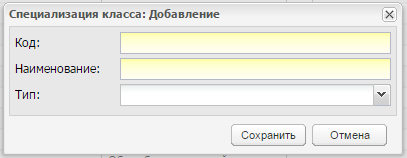 Специализация класса: Добавление
Код:
Наименование:
Тип:
Сохранить Отмена